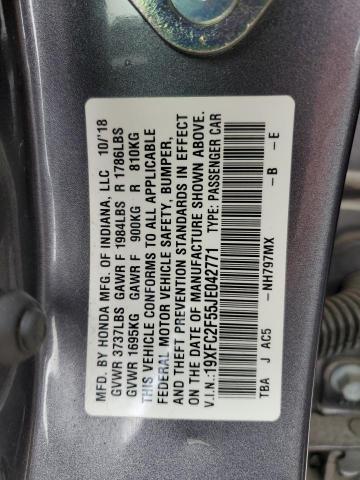 MFD. BY HONDA MFG. OF INDIANA, LLC 10/'18
GVWR 3737LBS GAWR F 1984LBS R 1786LBS
GVWR 1695KG GAWR F 900KG R 810KG
THIS VEHICLE CONFORMS TO ALL APPLICABLE
FEDERAL MOTOR VEHICLE SAFETY, BUMPER,
AND THEFT PREVENTION STANDARDS IN EFFECT
ON THE DATE OF MANUFACTURE SHOWN ABOVE.
V.I.N.: 19XFC2F55JE042771 TYPE: PASSENGER CAR
- NH797MX - B - E
TBA J AC5